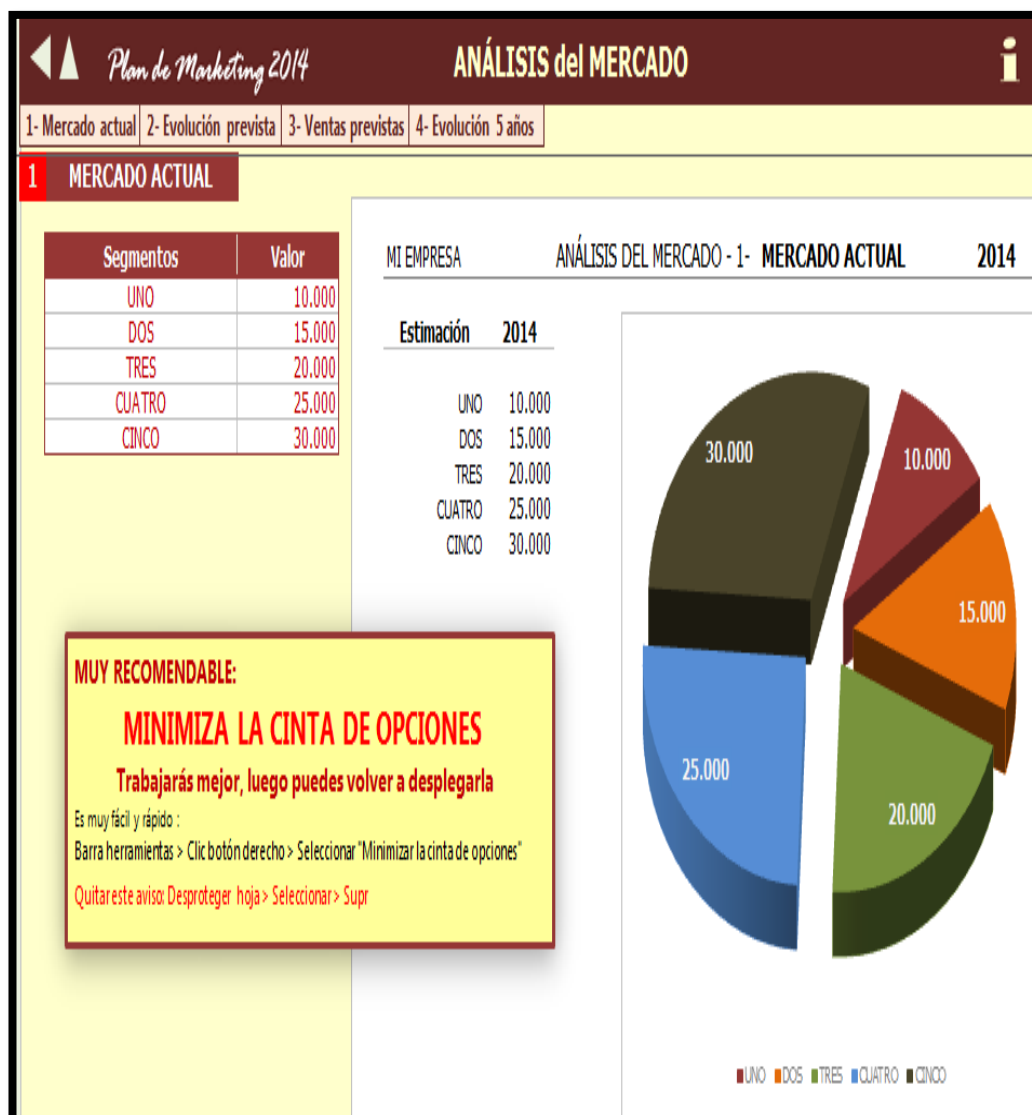 Plan de Marketing 2014
ANÁLISIS del MERCADO
i
1- Mercado actual 2- Evolución prevista 3- Ventas previstas 4- Evolución 5 años
1 MERCADO ACTUAL
Segmentos Valor
UNO 10.000
DOS 15.000
TRES 20.000
CUATRO 25.000
CINCO 30.000
MI EMPRESA ANÁLISIS DEL MERCADO - 1- MERCADO ACTUAL 2014
Estimación 2014
UNO 10.000
DOS 15.000
TRES 20.000
CUATRO 25.000
CINCO 30.000
30.000
10.000
15.000
25.000
20.000
UNO DOS TRES CUATRO CINCO
MUY RECOMENDABLE:
MINIMIZA LA CINTA DE OPCIONES
Trabajarás mejor, luego puedes volver a desplegarla
Es muy fácil y rápido :
Barra herramientas > Clic botón derecho > Seleccionar "Minimizar la cinta de opciones"
Quitar este aviso: Desproteger hoja > Seleccionar > Supr